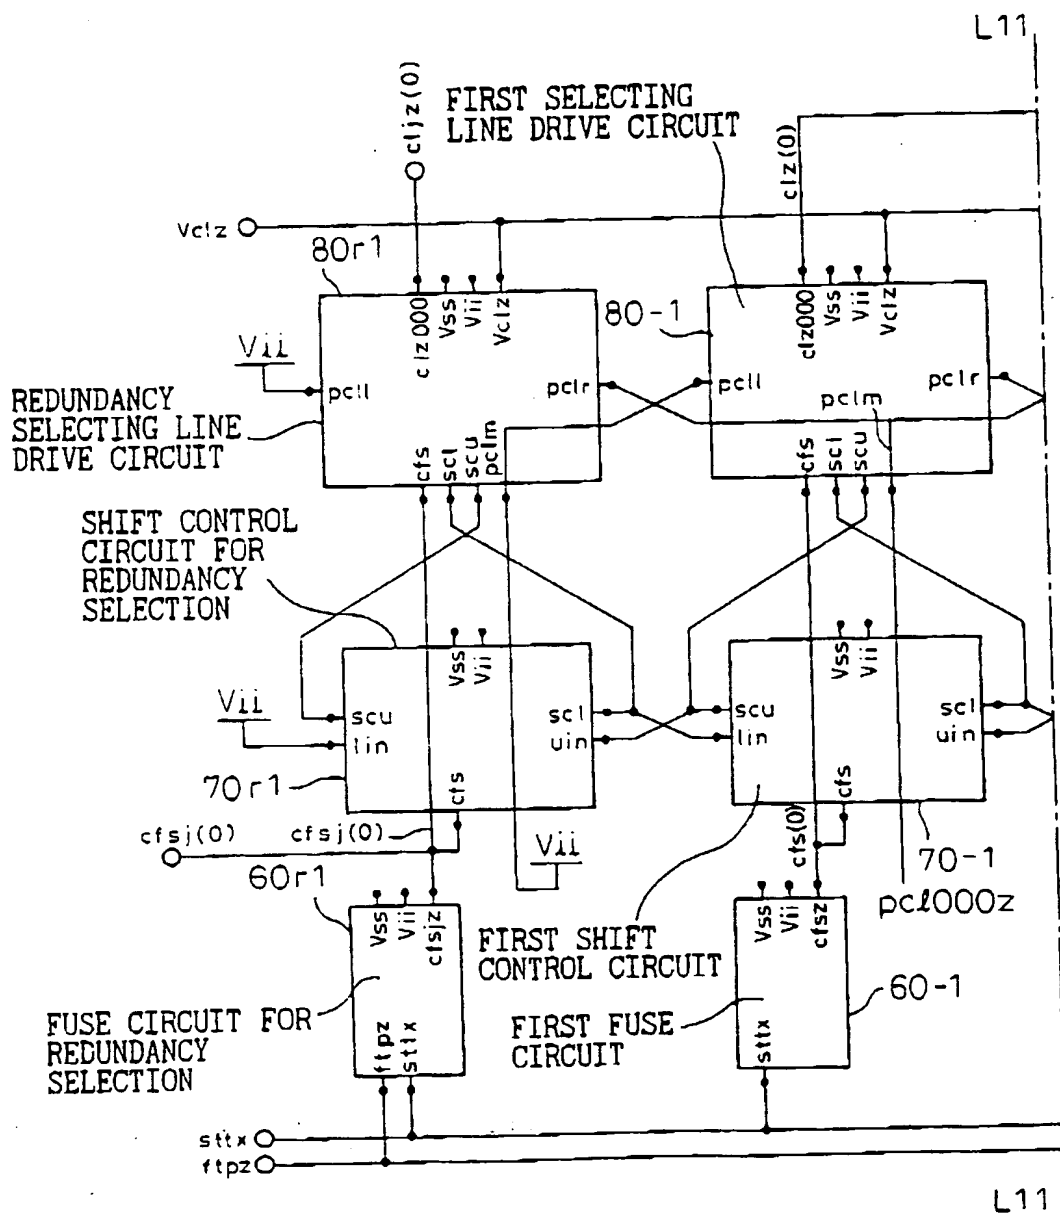 L11
cljz(0)
FIRST SELECTING
LINE DRIVE CIRCUIT
clz(0)
Vclz
80r1
clz000
Vss
Vii
Vclz
80-1
clz000
Vss
Vii
Vclz
Vii
pcll
pclr
pcll
pclr
pclm
REDUNDANCY
SELECTING LINE
DRIVE CIRCUIT
cfs
scl
scu
pclm
cfs
scl
scu
SHIFT CONTROL
CIRCUIT FOR
REDUNDANCY
SELECTION
Vss
Vii
Vss
Vii
Vii
scu
lin
scl
uin
scu
lin
scl
uin
70r1
cfs
cfs
cfsj(0)
cfsj(0)
cfs(0)
70-1
60r1
Vii
pcl000z
Vss
Vii
cfsjz
Vss
Vii
cfsz
FIRST SHIFT
CONTROL CIRCUIT
60-1
FUSE CIRCUIT FOR
REDUNDANCY
SELECTION
ftpz
sttx
FIRST FUSE
CIRCUIT
sttx
sttx
ftpz
L11